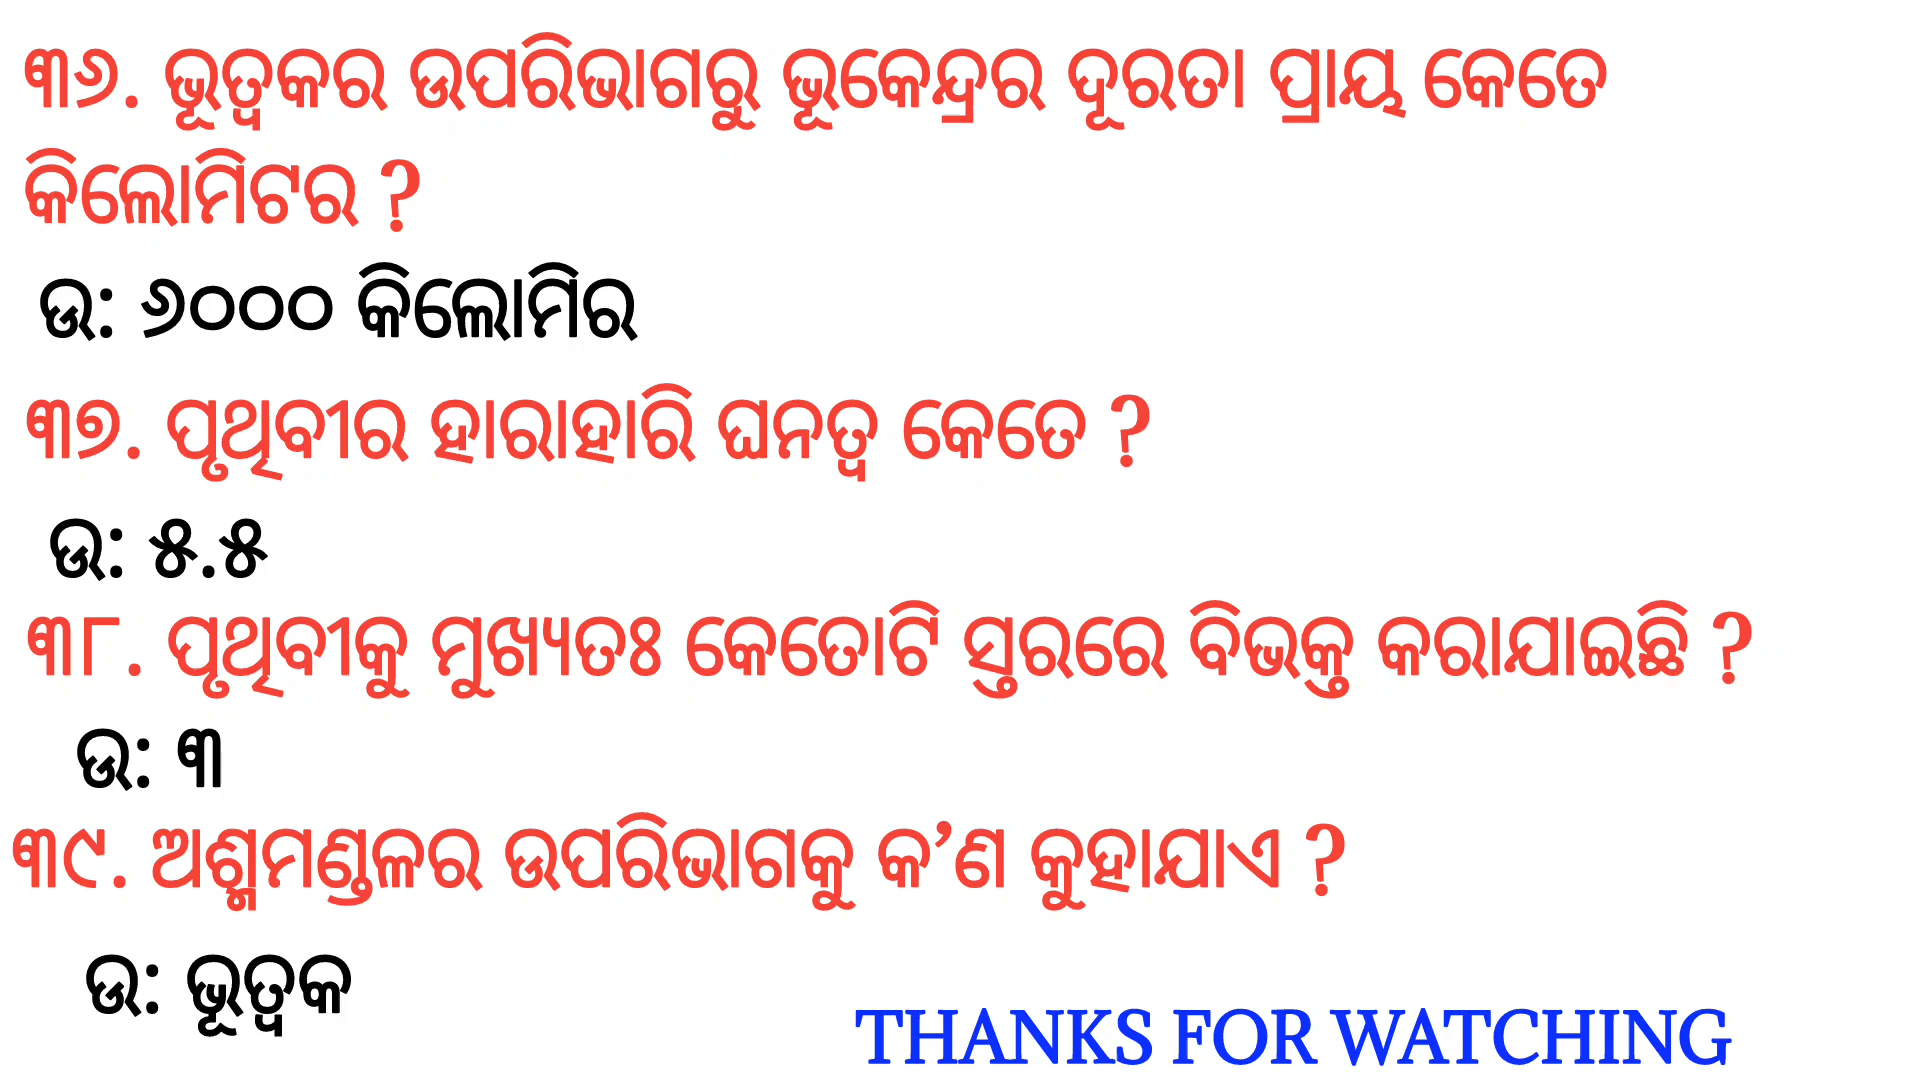 ୩୬. ଭୂତ୍ୱକର ଉପରିଭାଗରୁ ଭୂକେନ୍ଦ୍ରର ଦୂରତା ପ୍ରାୟ କେତେ
କିଲୋମିଟର ?
ଉ: ୬୦୦୦ କିଲୋମିର
୩୭. ପୃଥିବୀର ହାରାହାରି ଘନତ୍ୱ କେତେ ?
ଉ: ୫.୫
୩୮. ପୃଥିବୀକୁ ମୁଖ୍ୟତଃ କେତୋଟି ସ୍ତରରେ ବିଭକ୍ତ କରାଯାଇଛି ?
ଉ: ୩
୩୯. ଅଶ୍ମମଣ୍ଡଳର ଉପରିଭାଗକୁ କ’ଣ କୁହାଯାଏ ?
ଉ: ଭୂତ୍ୱକ
THANKS FOR WATCHING